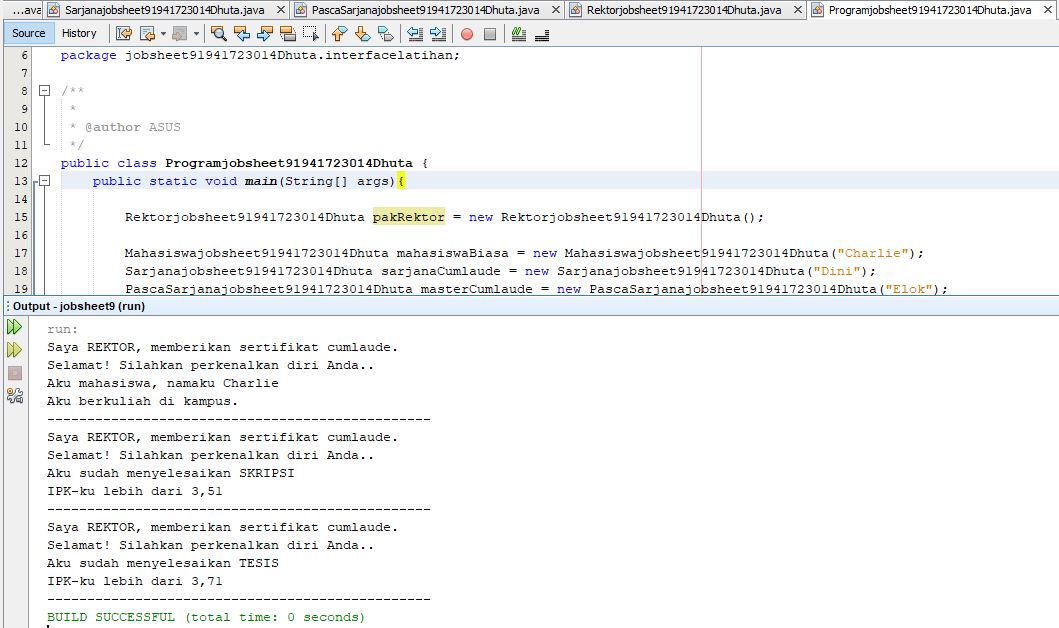 ...ava
Sarjanajobsheet91941723014Dhuta.java
PascaSarjanajobsheet91941723014Dhuta.java
Rektorjobsheet91941723014Dhuta.java
Programjobsheet91941723014Dhuta.java
Source History
6 package jobsheet91941723014Dhuta.interfacelatihan;
7
8 /**
9 *
10 * @author ASUS
11 */
12 public class Programjobsheet91941723014Dhuta {
13 public static void main(String[] args){
14
15 Rektorjobsheet91941723014Dhuta pakRektor = new Rektorjobsheet91941723014Dhuta();
16
17 Mahasiswajobsheet91941723014Dhuta mahasiswaBiasa = new Mahasiswajobsheet91941723014Dhuta("Charlie");
18 Sarjanajobsheet91941723014Dhuta sarjanaCumlaude = new Sarjanajobsheet91941723014Dhuta("Dini");
19 PascaSarjanajobsheet91941723014Dhuta masterCumlaude = new PascaSarjanajobsheet91941723014Dhuta("Elok");
Output - jobsheet9 (run)
run:
Saya REKTOR, memberikan sertifikat cumlaude.
Selamat! Silahkan perkenalkan diri Anda..
Aku mahasiswa, namaku Charlie
Aku berkuliah di kampus.
------------------------------------------------
Saya REKTOR, memberikan sertifikat cumlaude.
Selamat! Silahkan perkenalkan diri Anda..
Aku sudah menyelesaikan SKRIPSI
IPK-ku lebih dari 3,51
------------------------------------------------
Saya REKTOR, memberikan sertifikat cumlaude.
Selamat! Silahkan perkenalkan diri Anda..
Aku sudah menyelesaikan TESIS
IPK-ku lebih dari 3,71
------------------------------------------------
BUILD SUCCESSFUL (total time: 0 seconds)